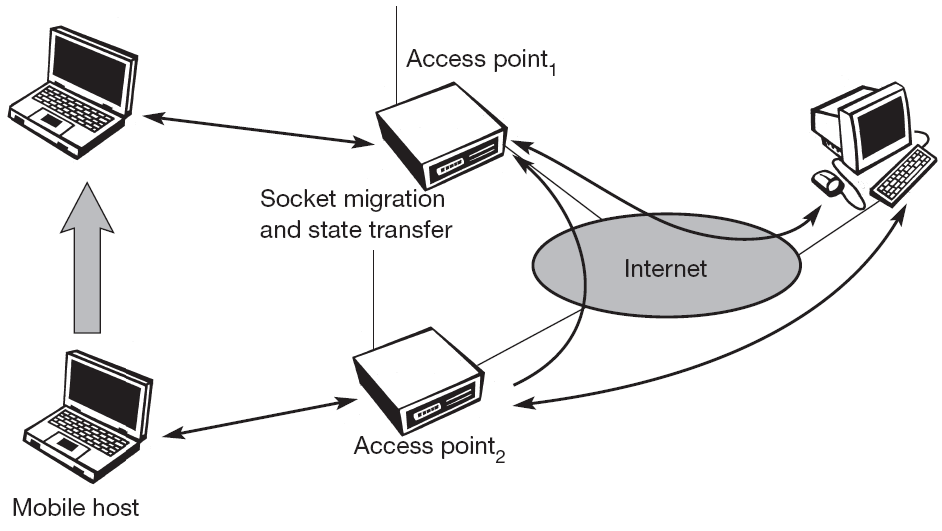 Access point1
Socket migration
and state transfer
Internet
Access point2
Mobile host